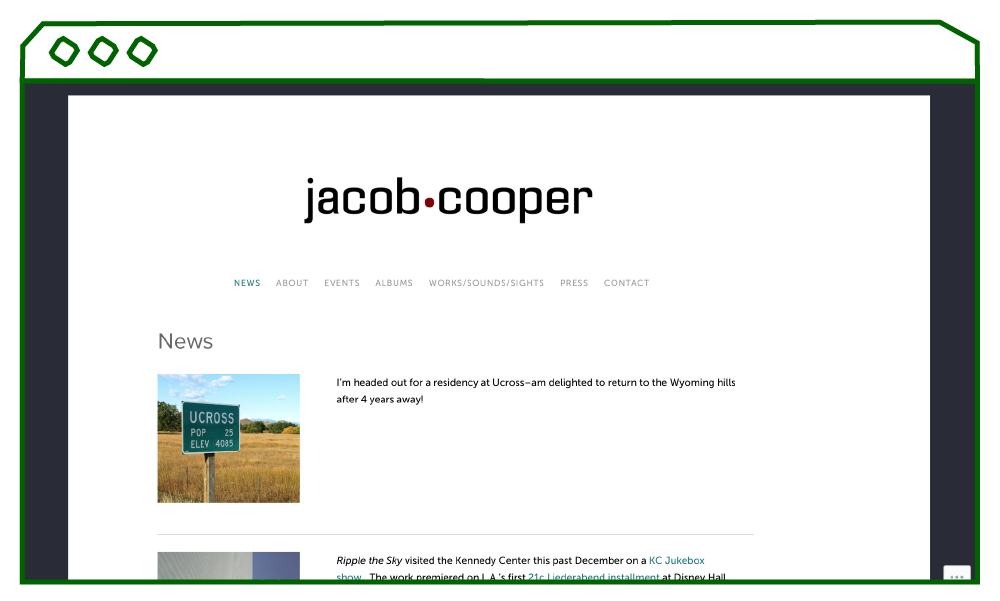 jacob•cooper
NEWS ABOUT EVENTS ALBUMS WORKS/SOUNDS/SIGHTS PRESS CONTACT
News
UCROSS
POP 25
ELEV 4085
I'm headed out for a residency at Ucross–am delighted to return to the Wyoming hills
after 4 years away!
Ripple the Sky visited the Kennedy Center this past December on a KC Jukebox
show. The work premiered on L.A.'s first 21c Liederabend installment at Disney Hall